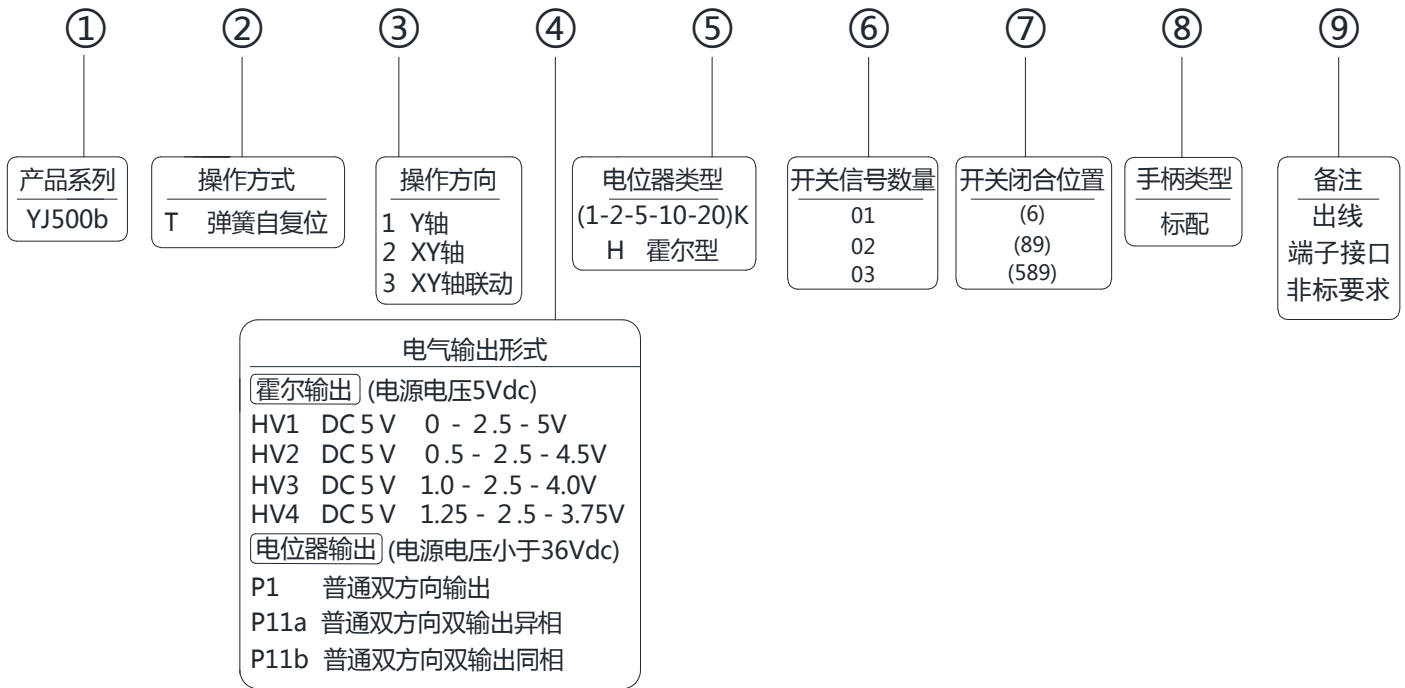 ① ② ③ ④ ⑤ ⑥ ⑦ ⑧ ⑨
产品系列
YJ500b
操作方式
T 弹簧自复位
操作方向
1 Y轴
2 XY轴
3 XY轴联动
电位器类型
(1-2-5-10-20)K
H 霍尔型
开关信号数量
01
02
03
开关闭合位置
(6)
(89)
(589)
手柄类型
标配
备注
出线
端子接口
非标要求
电气输出形式
霍尔输出 (电源电压5Vdc)
HV1 DC 5 V 0 - 2.5 - 5V
HV2 DC 5 V 0.5 - 2.5 - 4.5V
HV3 DC 5 V 1.0 - 2.5 - 4.0V
HV4 DC 5 V 1.25 - 2.5 - 3.75V
电位器输出 (电源电压小于36Vdc)
P1 普通双方向输出
P11a 普通双方向双输出异相
P11b 普通双方向双输出同相